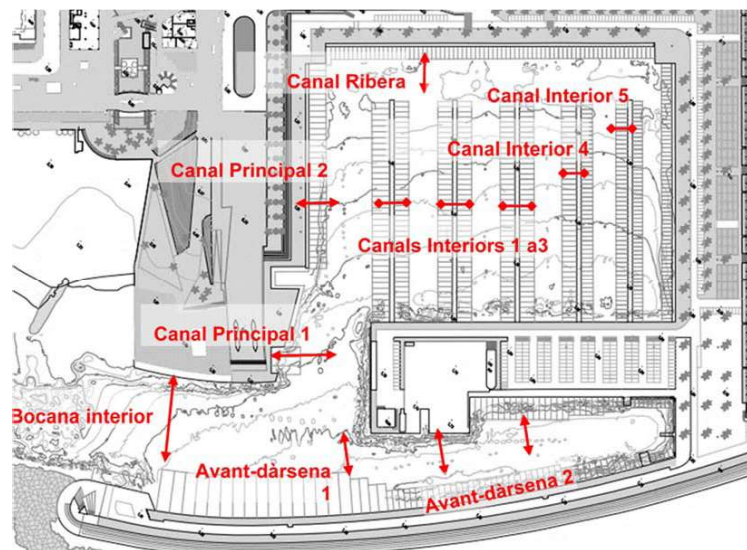 Canal Ribera
Canal Interior 5
Canal Interior 4
Canal Principal 2
Canals Interiors 1 a3
Canal Principal 1
Bocana interior
Avant-dàrsena
1
Avant-dàrsena 2